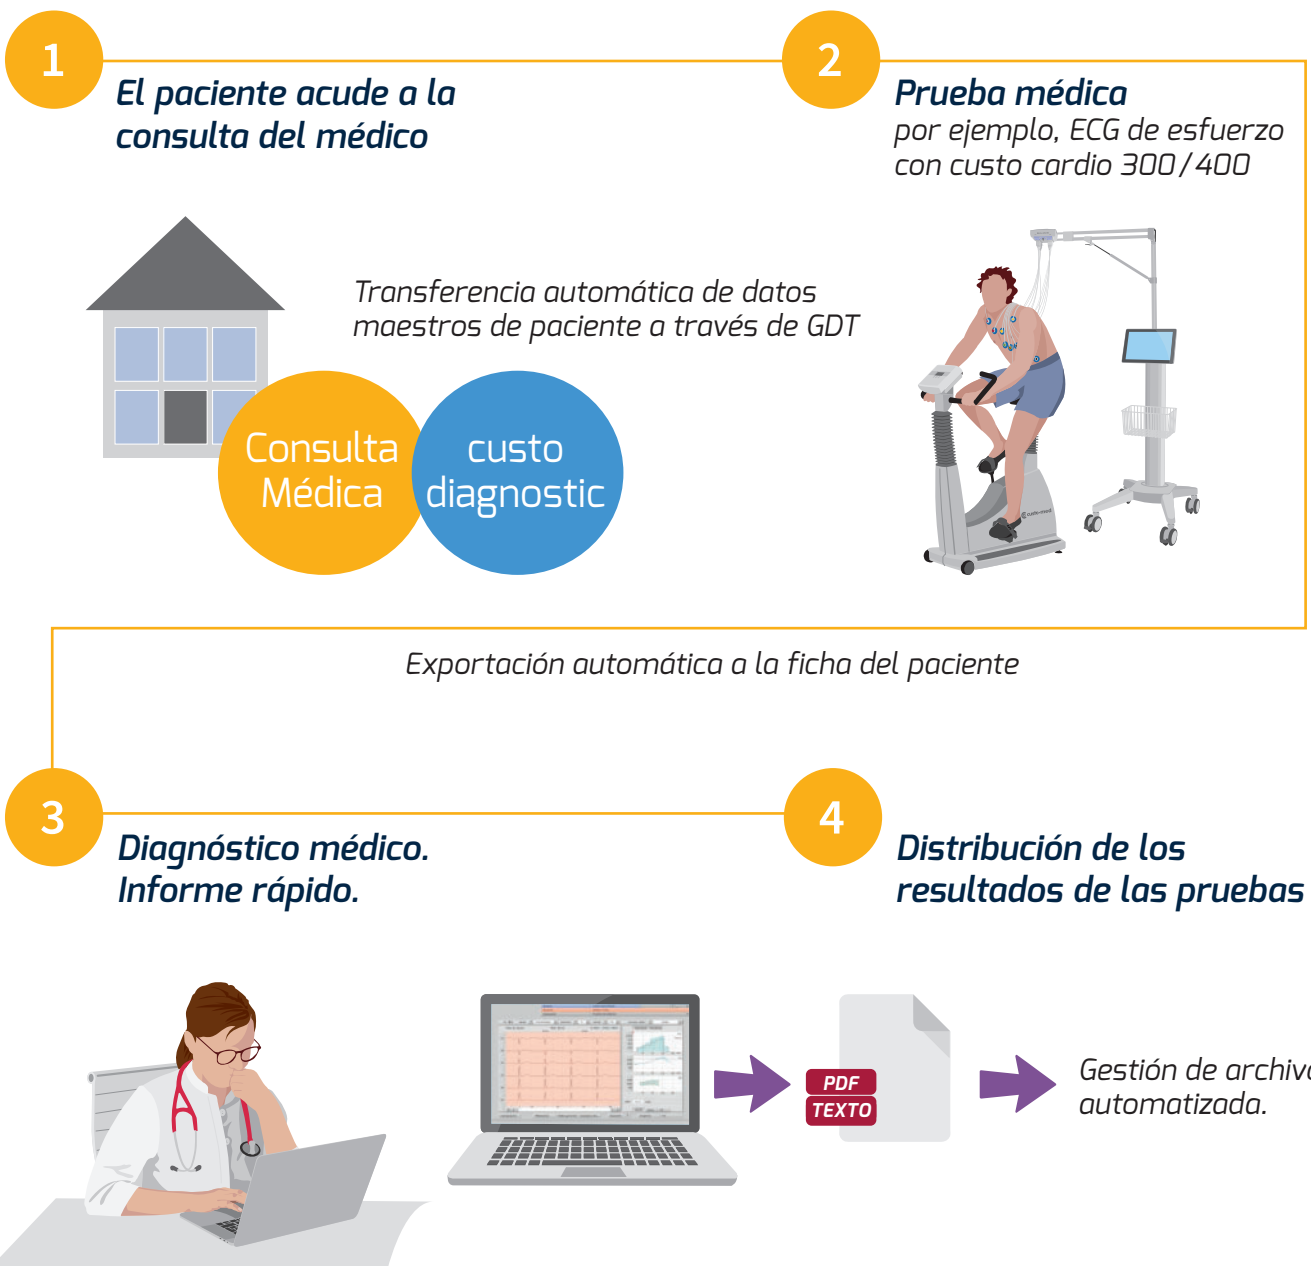 1
El paciente acude a la
consulta del médico
2
Prueba médica
por ejemplo, ECG de esfuerzo
con custo cardio 300/400
Transferencia automática de datos
maestros de paciente a través de GDT
Consulta
Médica
custo
diagnostic
Exportación automática a la ficha del paciente
3
Diagnóstico médico.
Informe rápido.
4
Distribución de los
resultados de las pruebas
PDF
TEXTO
Gestión de archivo
automatizada.